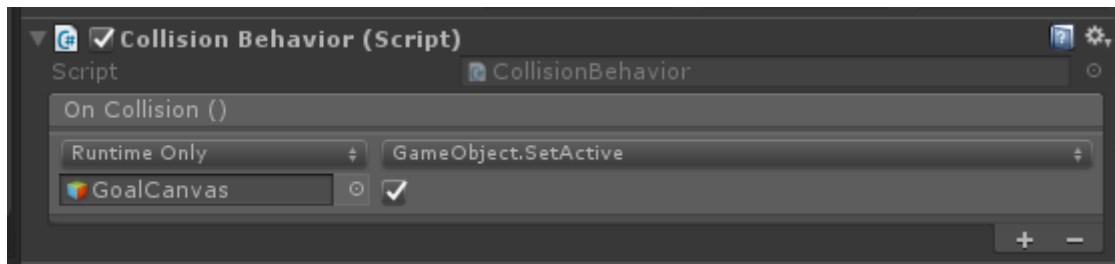 Collision Behavior (Script)
Script CollisionBehavior
On Collision ()
Runtime Only GameObject.SetActive
GoalCanvas